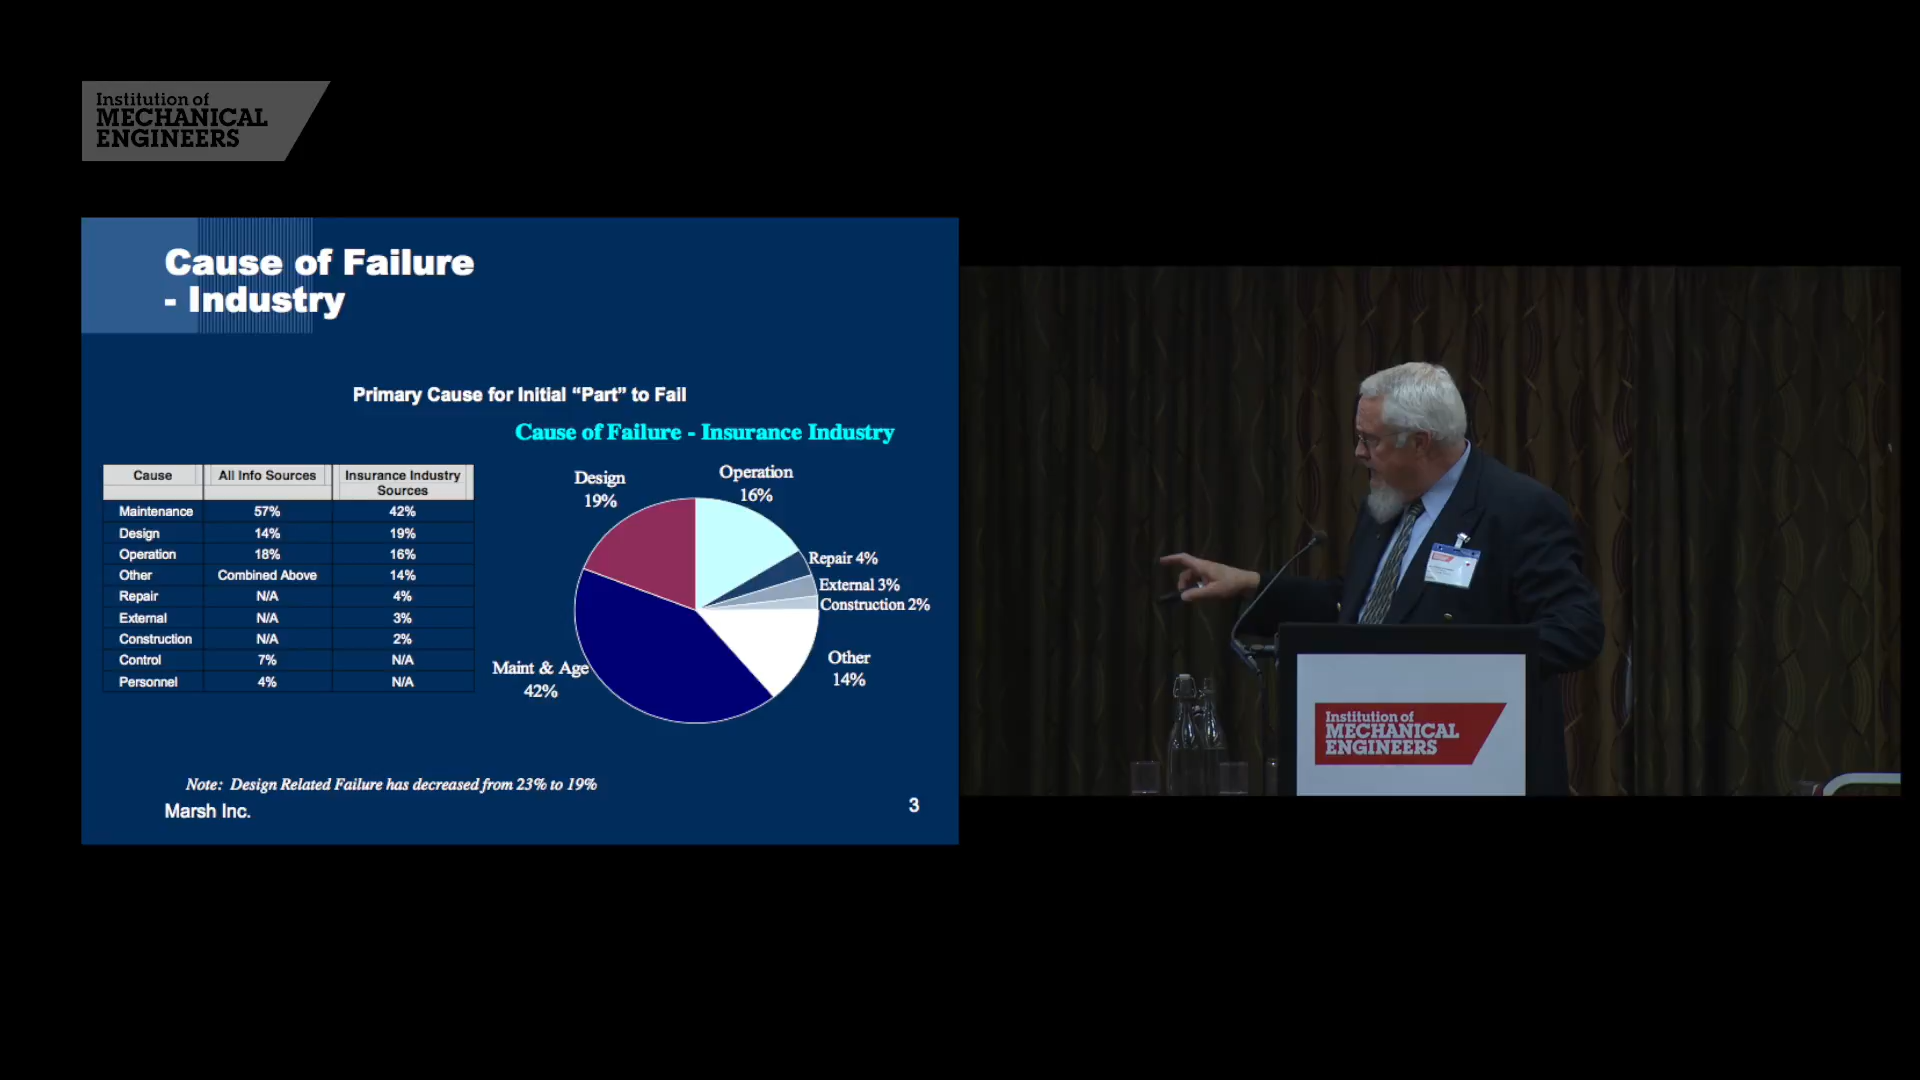 Institution of
MECHANICAL
ENGINEERS
Cause of Failure
- Industry
Primary Cause for Initial “Part” to Fail
Cause of Failure - Insurance Industry
Cause All Info Sources Insurance Industry Sources
Maintenance 57% 42%
Design 14% 19%
Operation 18% 16%
Other Combined Above 14%
Repair N/A 4%
External N/A 3%
Construction N/A 2%
Control 7% N/A
Personnel 4% N/A
Design
19%
Operation
16%
Repair 4%
External 3%
Construction 2%
Other
14%
Maint & Age
42%
Note: Design Related Failure has decreased from 23% to 19%
Marsh Inc.
3
Institution of
MECHANICAL
ENGINEERS